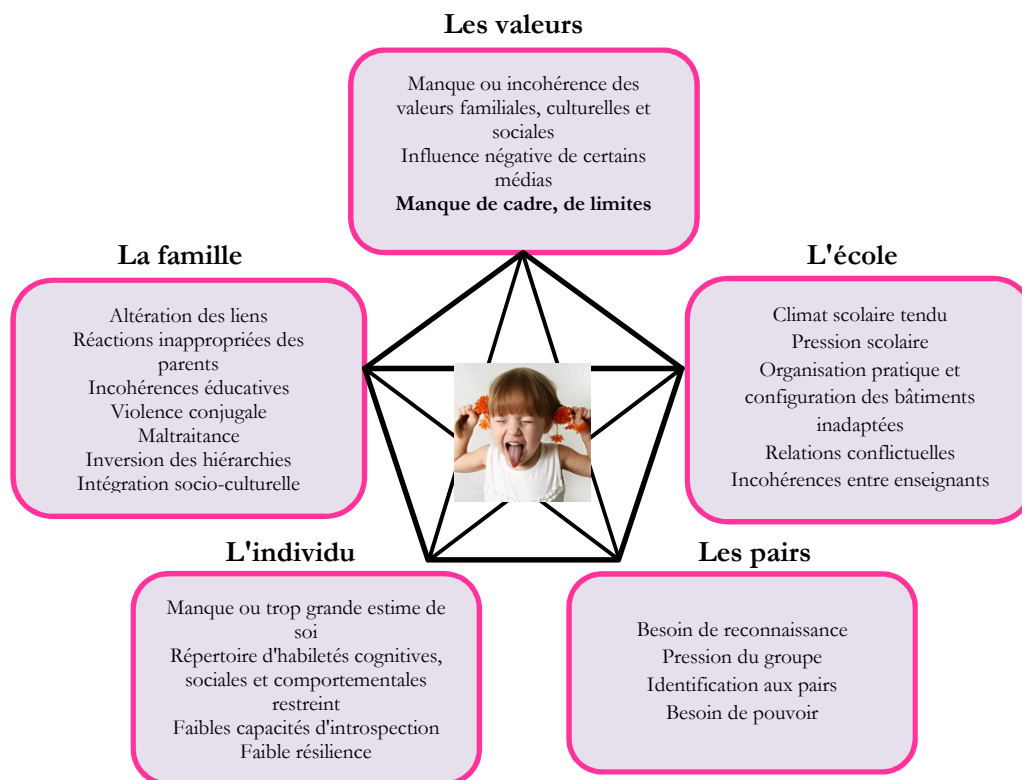 Les valeurs
Manque ou incohérence des
valeurs familiales, culturelles et
sociales
Influence négative de certains
médias
Manque de cadre, de limites
La famille
Altération des liens
Réactions inappropriées des
parents
Incohérences éducatives
Violence conjugale
Maltraitance
Inversion des hiérarchies
Intégration socio-culturelle
L'école
Climat scolaire tendu
Pression scolaire
Organisation pratique et
configuration des bâtiments
inadaptées
Relations conflictuelles
Incohérences entre enseignants
L'individu
Manque ou trop grande estime de
soi
Répertoire d'habiletés cognitives,
sociales et comportementales
restreint
Faibles capacités d'introspection
Faible résilience
Les pairs
Besoin de reconnaissance
Pression du groupe
Identification aux pairs
Besoin de pouvoir